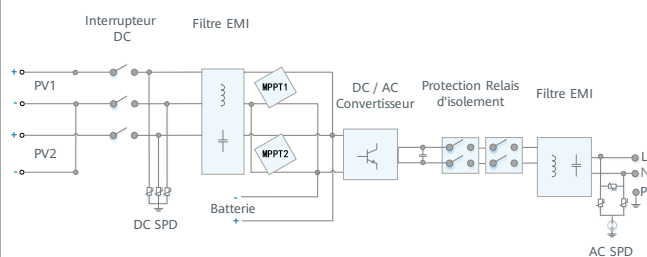 Interrupteur
DC
Filtre EMI
+
PV1
-
+
PV2
-
MPPT1
MPPT2
DC / AC
Convertisseur
Protection Relais
d'isolement
Filtre EMI
L
N
P
-
Batterie
+
DC SPD
AC SPD